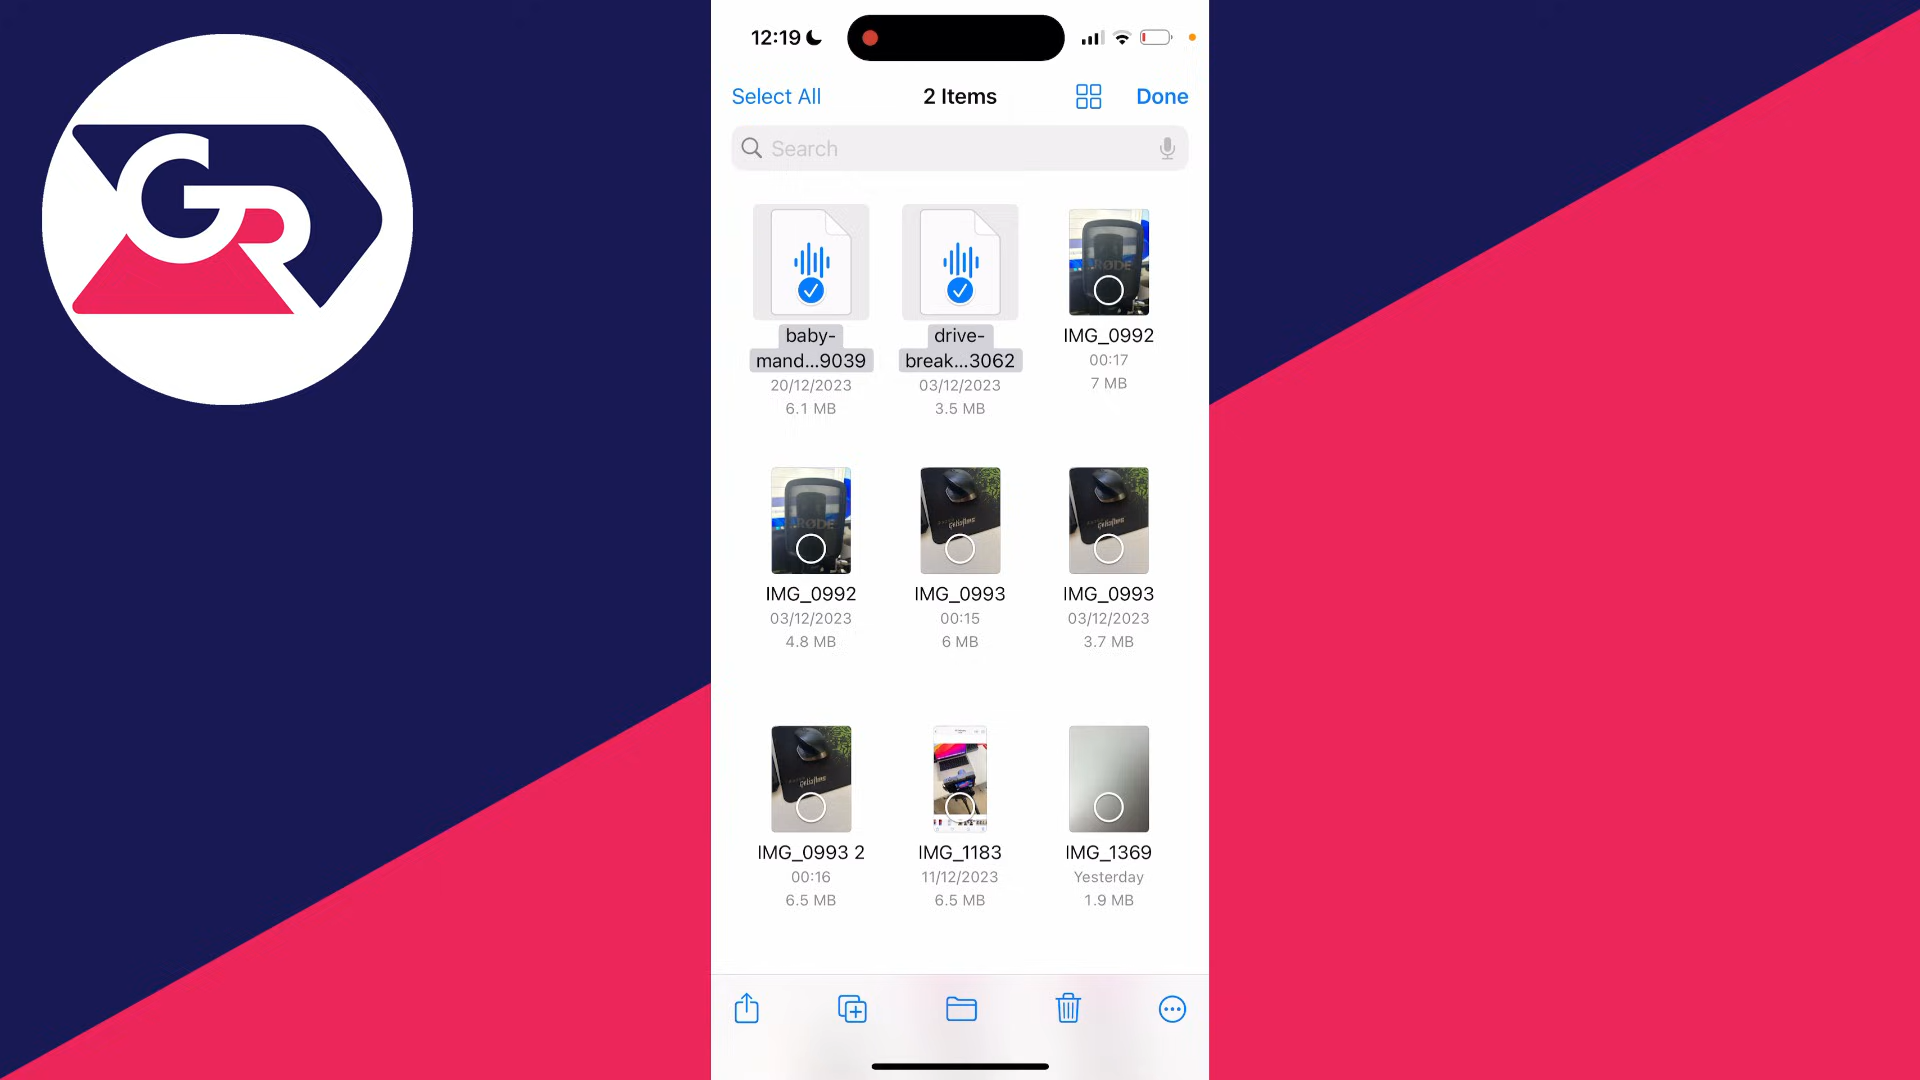 GR
12:19
Select All
2 Items
Done
Search
baby-
mand...9039
20/12/2023
6.1 MB
drive-
break...3062
03/12/2023
3.5 MB
RØDE
IMG_0992
00:17
7 MB
RØDE
IMG_0992
03/12/2023
4.8 MB
IMG_0993
00:15
6 MB
IMG_0993
03/12/2023
3.7 MB
IMG_0993 2
00:16
6.5 MB
IMG_1183
11/12/2023
6.5 MB
IMG_1369
Yesterday
1.9 MB